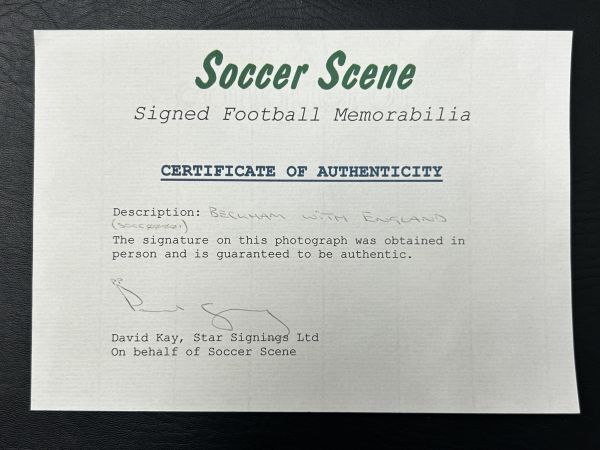 Soccer Scene
Signed Football Memorabilia
CERTIFICATE OF AUTHENTICITY
Description: BECKHAM WITH ENGLAND
The signature on this photograph was obtained in
person and is guaranteed to be authentic.
PP
David Kay, Star Signings Ltd
On behalf of Soccer Scene